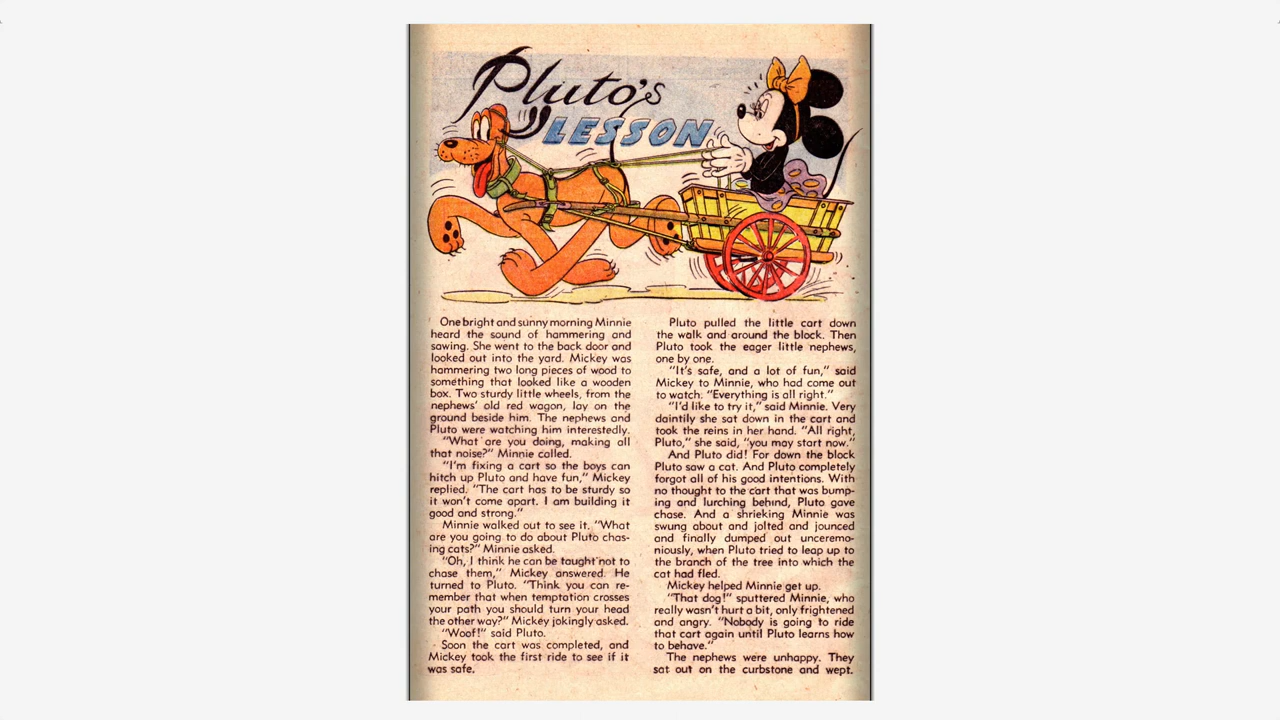 Pluto's
LESSON
One bright and sunny morning Minnie
heard the sound of hammering and
sawing. She went to the back door and
looked out into the yard. Mickey was
hammering two long pieces of wood to
something that looked like a wooden
box. Two sturdy little wheels, from the
nephews' old red wagon, lay on the
ground beside him. The nephews and
Pluto were watching him interestedly.
"What are you doing, making all
that noise?" Minnie called.
"I'm fixing a cart so the boys can
hitch up Pluto and have fun," Mickey
replied. "The cart has to be sturdy so
it won't come apart. I am building it
good and strong."
Minnie walked out to see it. "What
are you going to do about Pluto chas-
ing cats?" Minnie asked.
"Oh, I think he can be taught not to
chase them," Mickey answered. He
turned to Pluto. "Think you can re-
member that when temptation crosses
your path you should turn your head
the other way?" Mickey jokingly asked.
"Woof!" said Pluto.
Soon the cart was completed, and
Mickey took the first ride to see if it
was safe.
Pluto pulled the little cart down
the walk and around the block. Then
Pluto took the eager little nephews,
one by one.
"It's safe, and a lot of fun," said
Mickey to Minnie, who had come out
to watch. "Everything is all right."
"I'd like to try it," said Minnie. Very
daintily she sat down in the cart and
took the reins in her hand. "All right,
Pluto," she said, "you may start now."
And Pluto did! For down the block
Pluto saw a cat. And Pluto completely
forgot all of his good intentions. With
no thought to the cart that was bump-
ing and lurching behind, Pluto gave
chase. And a shrieking Minnie was
swung about and jolted and jounced
and finally dumped out unceremo-
niously, when Pluto tried to leap up to
the branch of the tree into which the
cat had fled.
Mickey helped Minnie get up.
"That dog!" sputtered Minnie, who
really wasn't hurt a bit, only frightened
and angry. "Nobody is going to ride
that cart again until Pluto learns how
to behave."
The nephews were unhappy. They
sat out on the curbstone and wept.